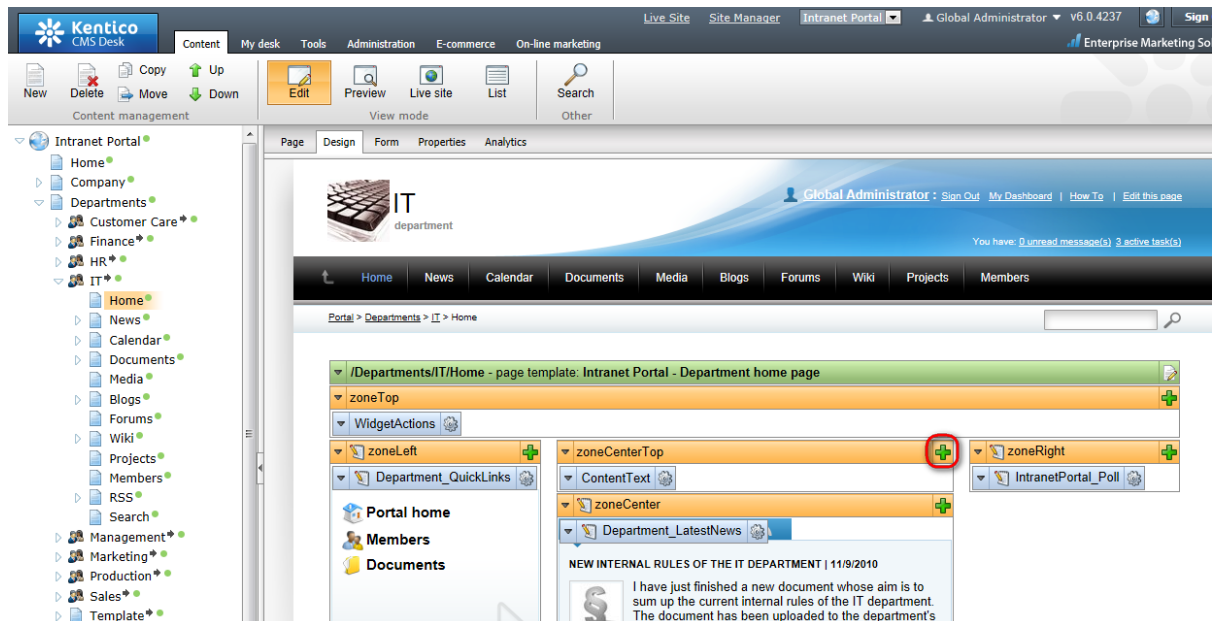 Live Site Site Manager Intranet Portal Global Administrator v6.0.4237 Sign
Kentico
CMS Desk
Content My desk Tools Administration E-commerce On-line marketing
Enterprise Marketing So
New Delete Copy Move Up Down
Content management
Edit Preview Live site List
View mode
Search
Other
Intranet Portal
Home
Company
Departments
Customer Care
Finance
HR
IT
Home
News
Calendar
Documents
Media
Blogs
Forums
Wiki
Projects
Members
RSS
Search
Management
Marketing
Production
Sales
Template
Page Design Form Properties Analytics
IT
department
Global Administrator : Sign Out My Dashboard | How To | Edit this page
You have: 0 unread message(s) 3 active task(s)
Home News Calendar Documents Media Blogs Forums Wiki Projects Members
Portal > Departments > IT > Home
/Departments/IT/Home - page template: Intranet Portal - Department home page
zoneTop
WidgetActions
zoneLeft
Department_QuickLinks
Portal home
Members
Documents
zoneCenterTop
ContentText
zoneCenter
Department_LatestNews
NEW INTERNAL RULES OF THE IT DEPARTMENT | 11/9/2010
I have just finished a new document whose aim is to
sum up the current internal rules of the IT department.
The document has been uploaded to the department's
zoneRight
IntranetPortal_Poll